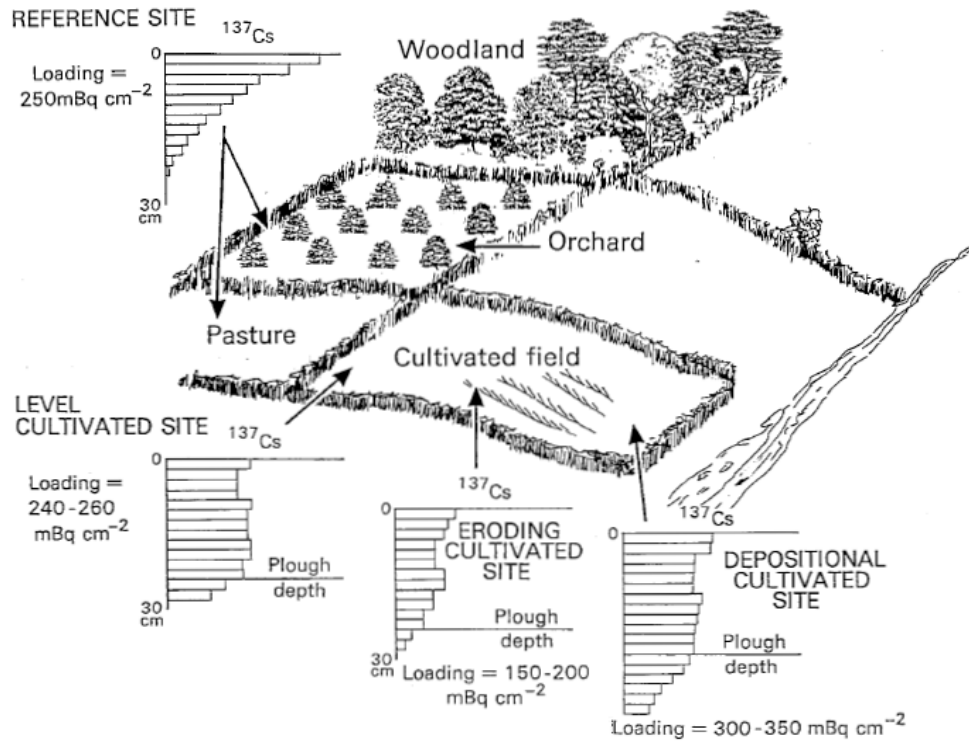 REFERENCE SITE
137Cs
0
Loading =
250mBq cm-2
30
cm
Woodland
Orchard
Pasture
Cultivated field
LEVEL
CULTIVATED SITE
137Cs
0
Loading =
240-260
mBq cm-2
Plough
depth
30
cm
137Cs
0
ERODING
CULTIVATED
SITE
Plough
depth
30
cm
Loading = 150-200
mBq cm-2
137Cs
0
DEPOSITIONAL
CULTIVATED
SITE
Plough
depth
Loading = 300-350 mBq cm-2